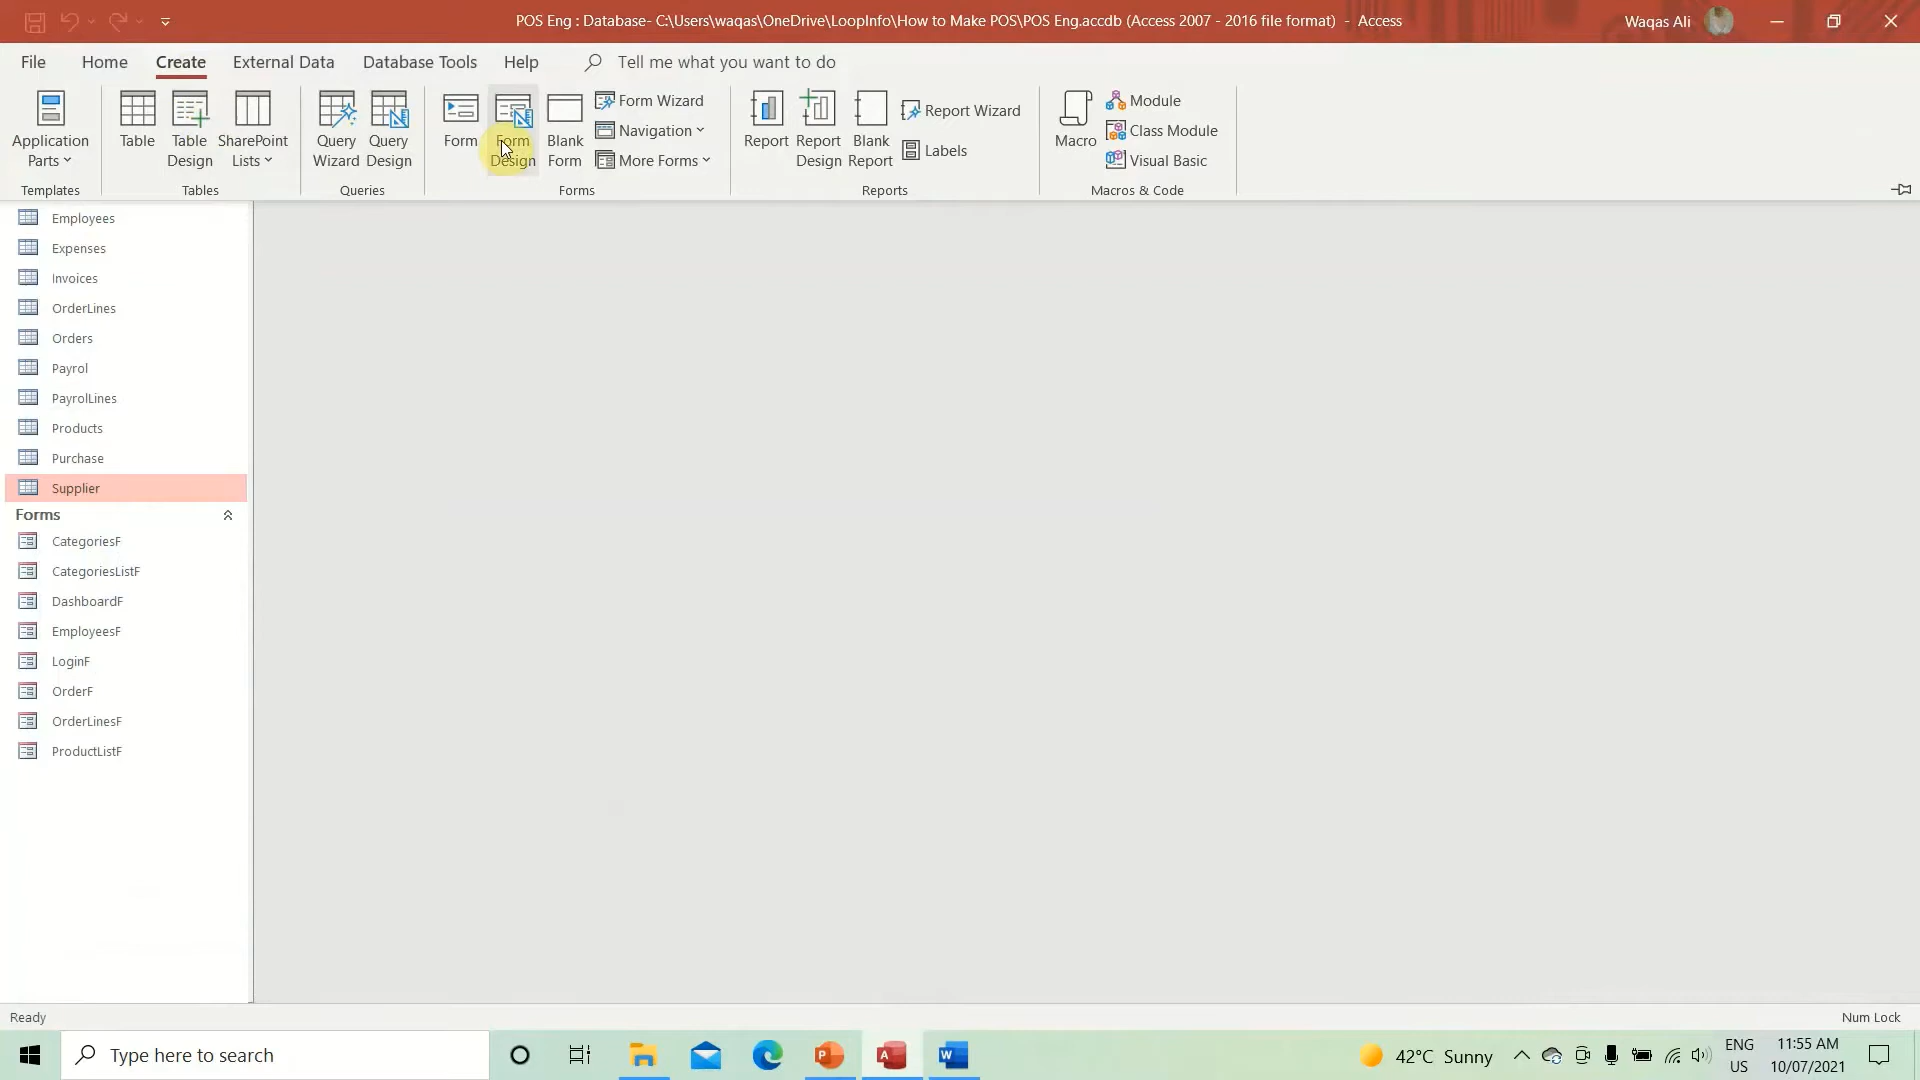 POS Eng : Database- C:\Users\waqas\OneDrive\LoopInfo\How to Make POS\POS Eng.accdb (Access 2007 - 2016 file format) - Access
Waqas Ali
File Home Create External Data Database Tools Help Tell me what you want to do
Application Parts
Table
Table Design
SharePoint Lists
Query Wizard
Query Design
Form
Form Design
Blank Form
Form Wizard
Navigation
More Forms
Report
Report Design
Blank Report
Report Wizard
Labels
Macro
Module
Class Module
Visual Basic
Templates Tables Queries Forms Reports Macros & Code
Employees
Expenses
Invoices
OrderLines
Orders
Payrol
PayrolLines
Products
Purchase
Supplier
Forms
CategoriesF
CategoriesListF
DashboardF
EmployeesF
LoginF
OrderF
OrderLinesF
ProductListF
Ready
Num Lock
Type here to search
42°C Sunny
ENG
US
11:55 AM
10/07/2021